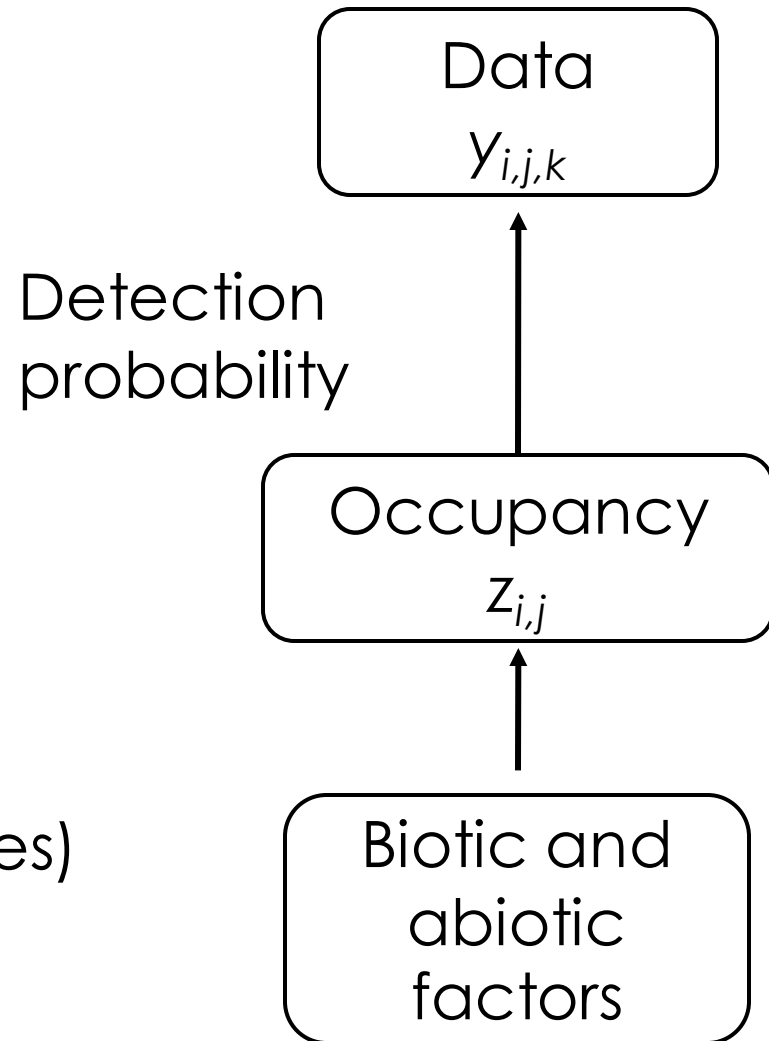 Data
y_{i,j,k}
Detection
probability
Occupancy
z_{i,j}
es)
Biotic and
abiotic
factors